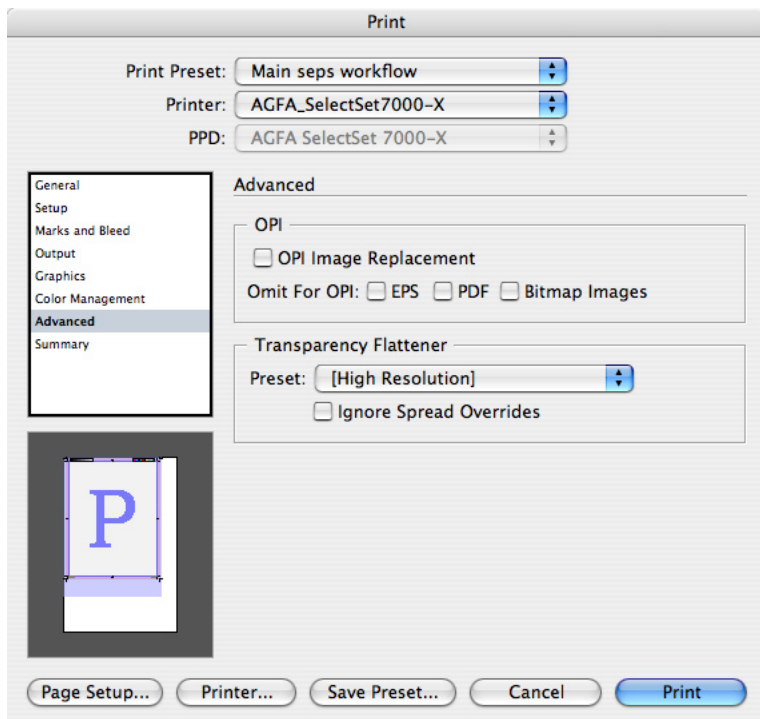 Print
Print Preset: Main seps workflow
Printer: AGFA_SelectSet7000-X
PPD: AGFA SelectSet 7000-X
General
Setup
Marks and Bleed
Output
Graphics
Color Management
Advanced
Summary
Advanced
OPI
OPI Image Replacement
Omit For OPI: EPS PDF Bitmap Images
Transparency Flattener
Preset: [High Resolution]
Ignore Spread Overrides
P
Page Setup... Printer... Save Preset... Cancel Print